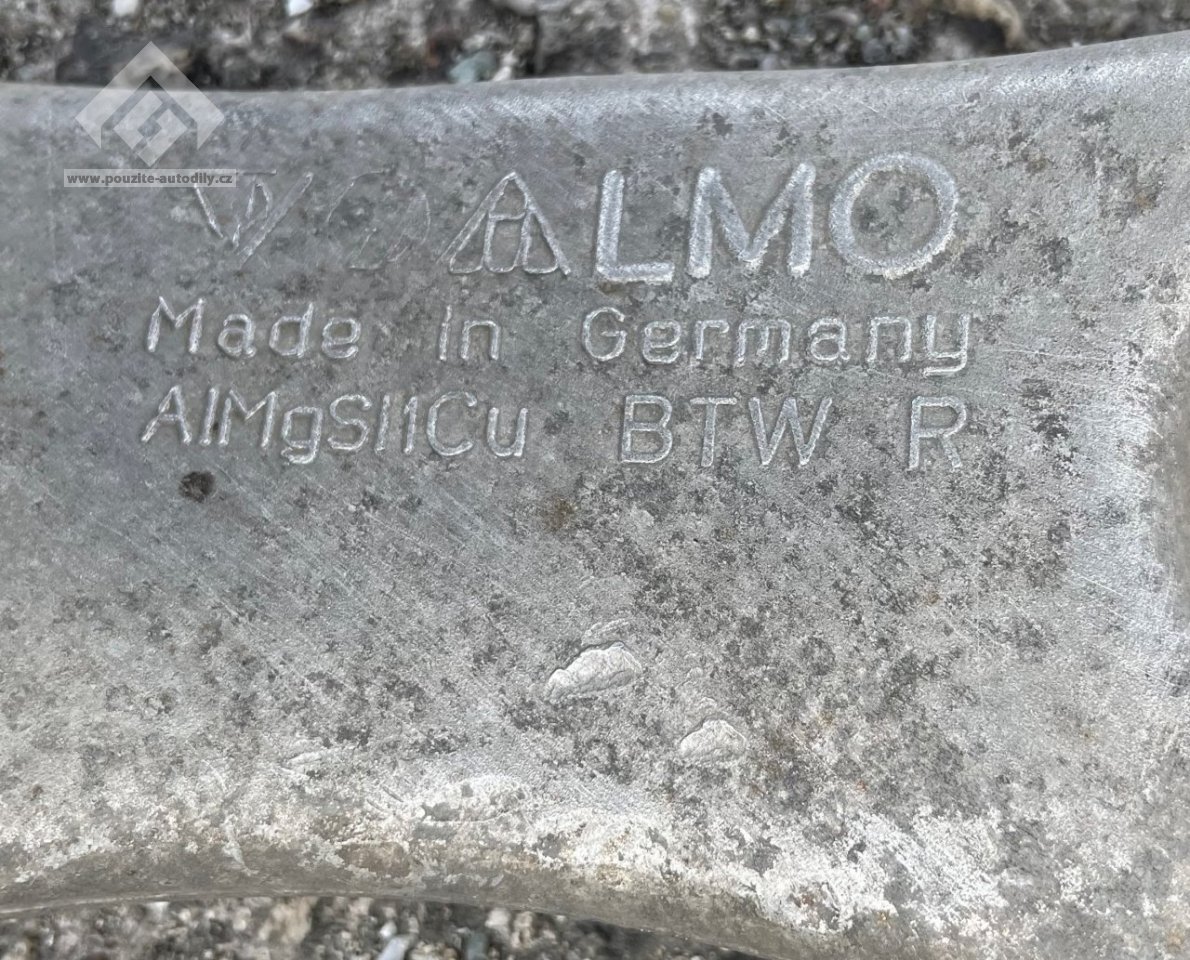 www.pouzite-autodily.cz
ALMO
Made in Germany
AlMgSi1Cu BTW R